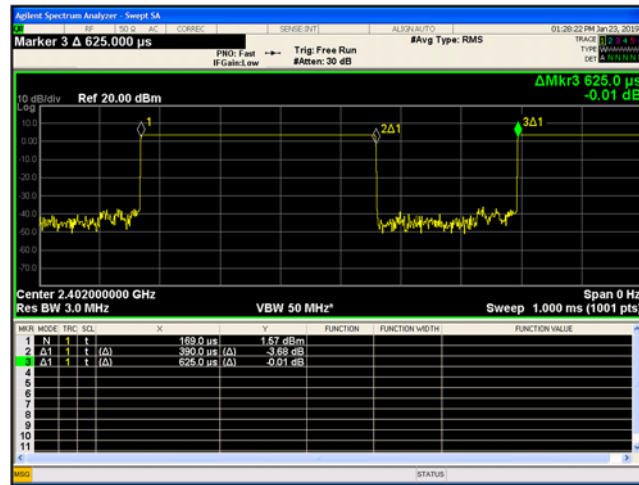 Agilent Spectrum Analyzer - Swept SA
RF 50 Ω AC CORREC SENSE:INT ALIGN AUTO 01:28:22 PM Jan 23, 2019
Marker 3 Δ 625.000 µs
#Avg Type: RMS
TRACE 1 2 3 4 5
PNO: Fast Trig: Free Run
TYPE
IFGain:Low #Atten: 30 dB
DET A N N N N
ΔMkr3 625.0 µs
-0.01 dB
10 dB/div Ref 20.00 dBm
Log
10.0
0.00
-10.0
-20.0
-30.0
-40.0
-50.0
-60.0
-70.0
1
2Δ1
3Δ1
Center 2.402000000 GHz Span 0 Hz
Res BW 3.0 MHz VBW 50 MHz* Sweep 1.000 ms (1001 pts)
MKR MODE TRC SCL X Y FUNCTION FUNCTION WIDTH FUNCTION VALUE
1 N 1 t 169.0 µs 1.57 dBm
2 Δ1 1 t (Δ) 390.0 µs (Δ) -3.68 dB
3 Δ1 1 t (Δ) 625.0 µs (Δ) -0.01 dB
4
5
6
7
8
9
10
11
MSG STATUS